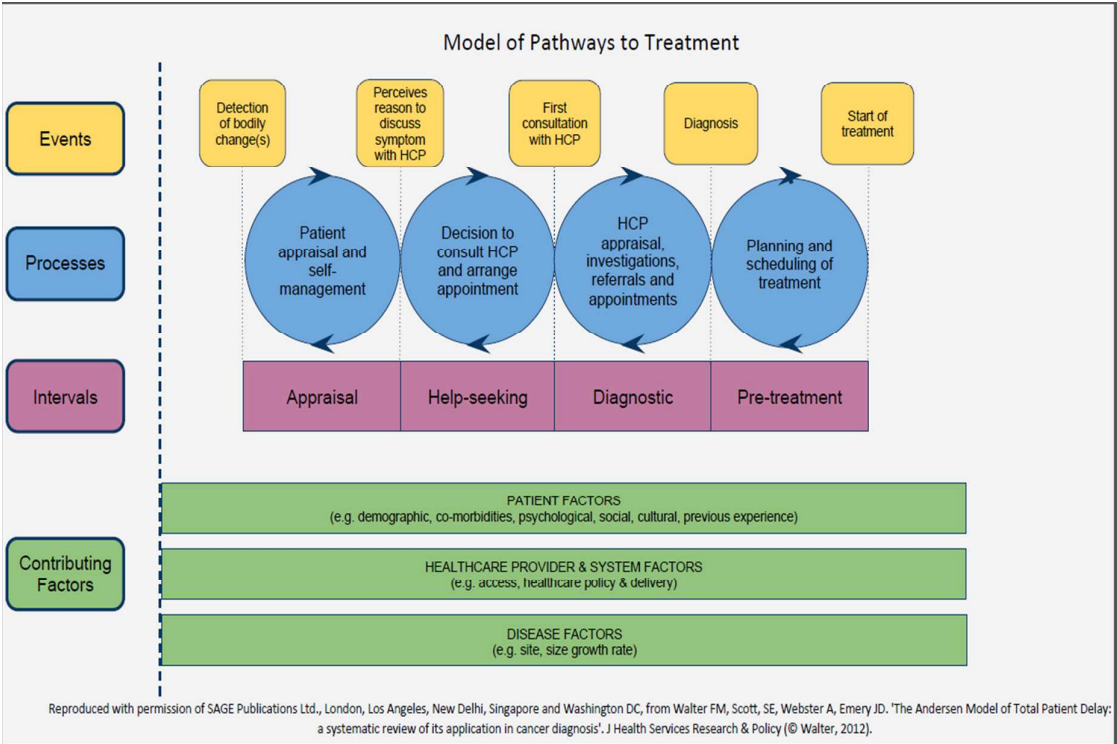 Model of Pathways to Treatment
Events
Detection
of bodily
change(s)
Perceives
reason to
discuss
symptom
with HCP
First
consultation
with HCP
Diagnosis
Start of
treatment
Processes
Patient
appraisal and
self-
management
Decision to
consult HCP
and arrange
appointment
HCP
appraisal,
investigations,
referrals and
appointments
Planning and
scheduling of
treatment
Intervals
Appraisal
Help-seeking
Diagnostic
Pre-treatment
Contributing
Factors
PATIENT FACTORS
(e.g. demographic, co-morbidities, psychological, social, cultural, previous experience)
HEALTHCARE PROVIDER & SYSTEM FACTORS
(e.g. access, healthcare policy & delivery)
DISEASE FACTORS
(e.g. site, size growth rate)
Reproduced with permission of SAGE Publications Ltd., London, Los Angeles, New Delhi, Singapore and Washington DC, from Walter FM, Scott, SE, Webster A, Emery JD. 'The Andersen Model of Total Patient Delay:
a systematic review of its application in cancer diagnosis'. J Health Services Research & Policy (© Walter, 2012).